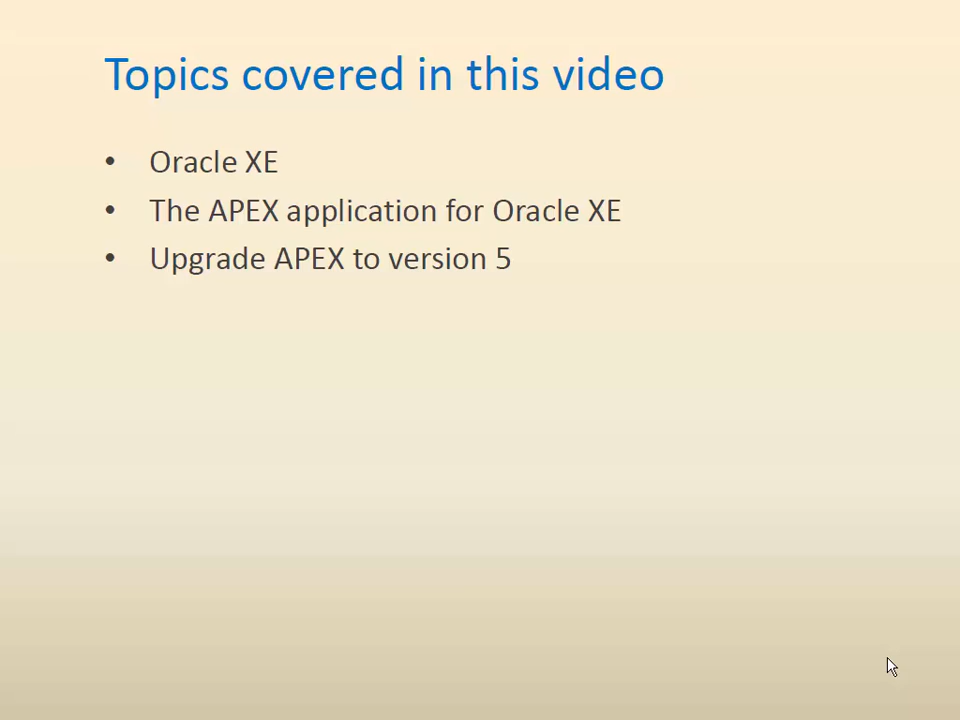 Topics covered in this video
• Oracle XE
• The APEX application for Oracle XE
• Upgrade APEX to version 5